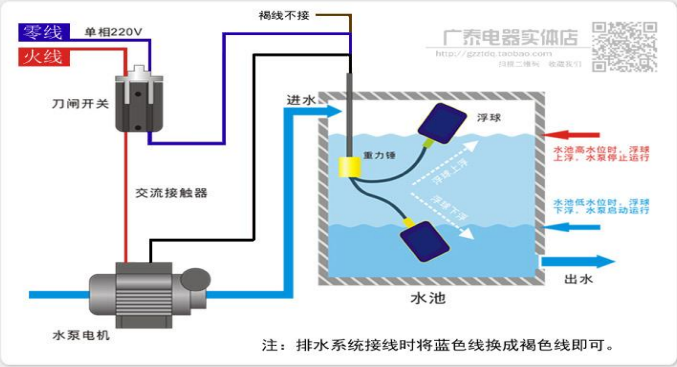 褐线不接
零线
单相220V
火线
广泰电器实体店
刀闸开关
进水
浮球
重力锤
水池高水位时，浮球
上浮，水泵停止运行
浮球上浮
交流接触器
浮球下浮
水池低水位时，浮球
下浮，水泵启动运行
出水
水池
水泵电机
注：排水系统接线时将蓝色线换成褐色线即可。